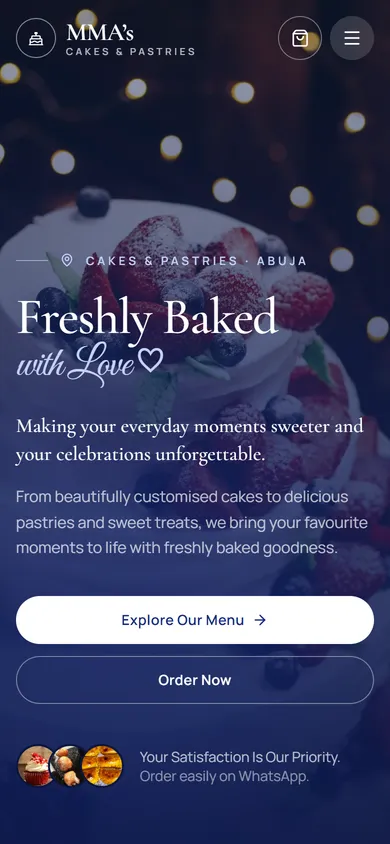 MMA's
CAKES & PASTRIES
CAKES & PASTRIES · ABUJA
Freshly Baked
with Love
Making your everyday moments sweeter and
your celebrations unforgettable.
From beautifully customised cakes to delicious
pastries and sweet treats, we bring your favourite
moments to life with freshly baked goodness.
Explore Our Menu →
Order Now
Your Satisfaction Is Our Priority.
Order easily on WhatsApp.